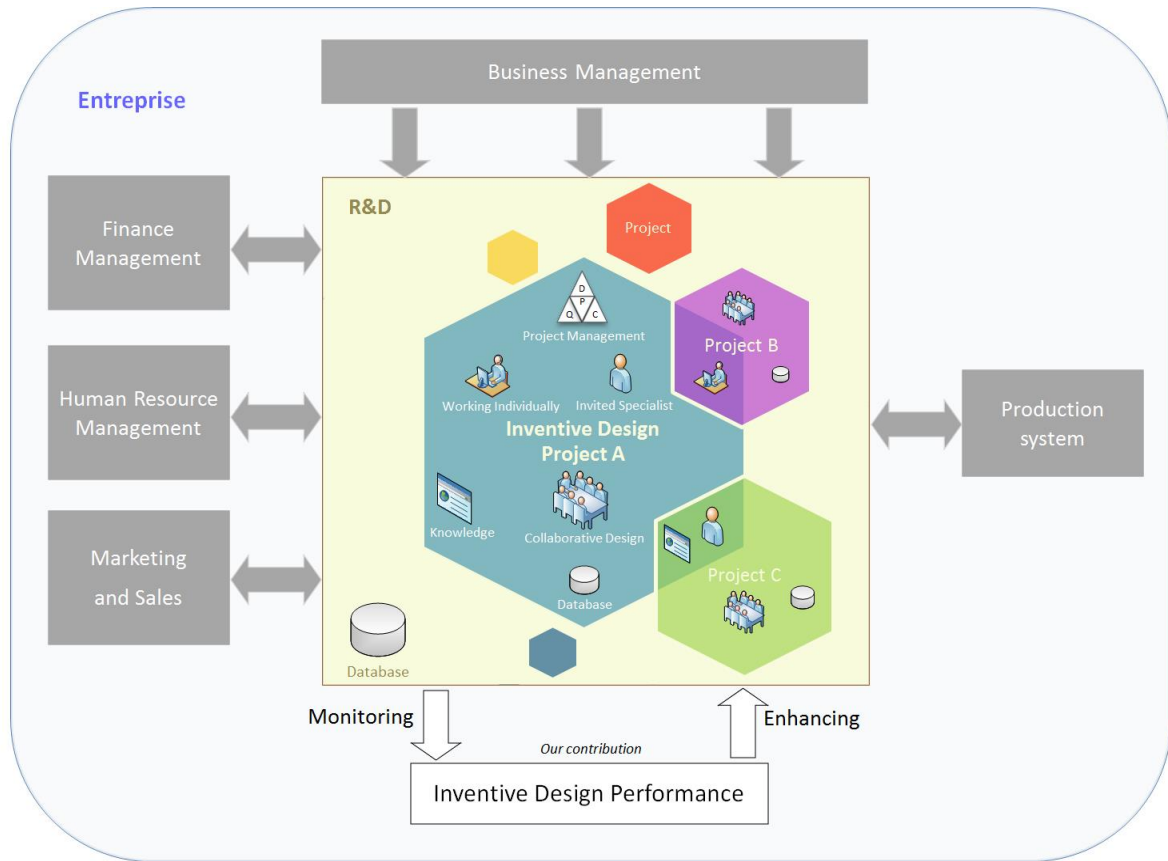 Business Management
Entreprise
Finance
Management
Human Resource
Management
Marketing
and Sales
R&D
Project
D
P
Q C
Project Management
Project B
Working Individually
Invited Specialist
Inventive Design
Project A
Knowledge
Collaborative Design
Database
Project C
Database
Production
system
Monitoring
Enhancing
Our contribution
Inventive Design Performance